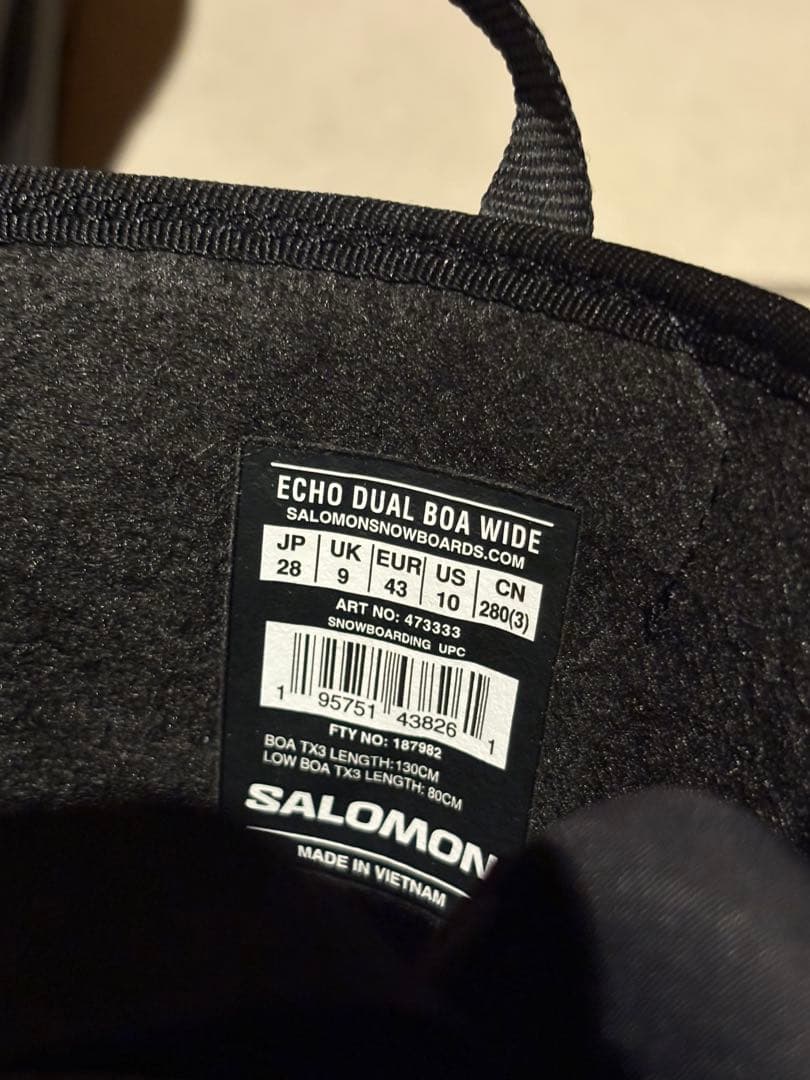 ECHO DUAL BOA WIDE
SALOMONSNOWBOARDS.COM
JP UK EUR US CN
28 9 43 10 280(3)
ART NO: 473333
SNOWBOARDING UPC
1 95751 43826 1
FTY NO: 187982
BOA TX3 LENGTH:130CM
LOW BOA TX3 LENGTH: 80CM
SALOMON
MADE IN VIETNAM